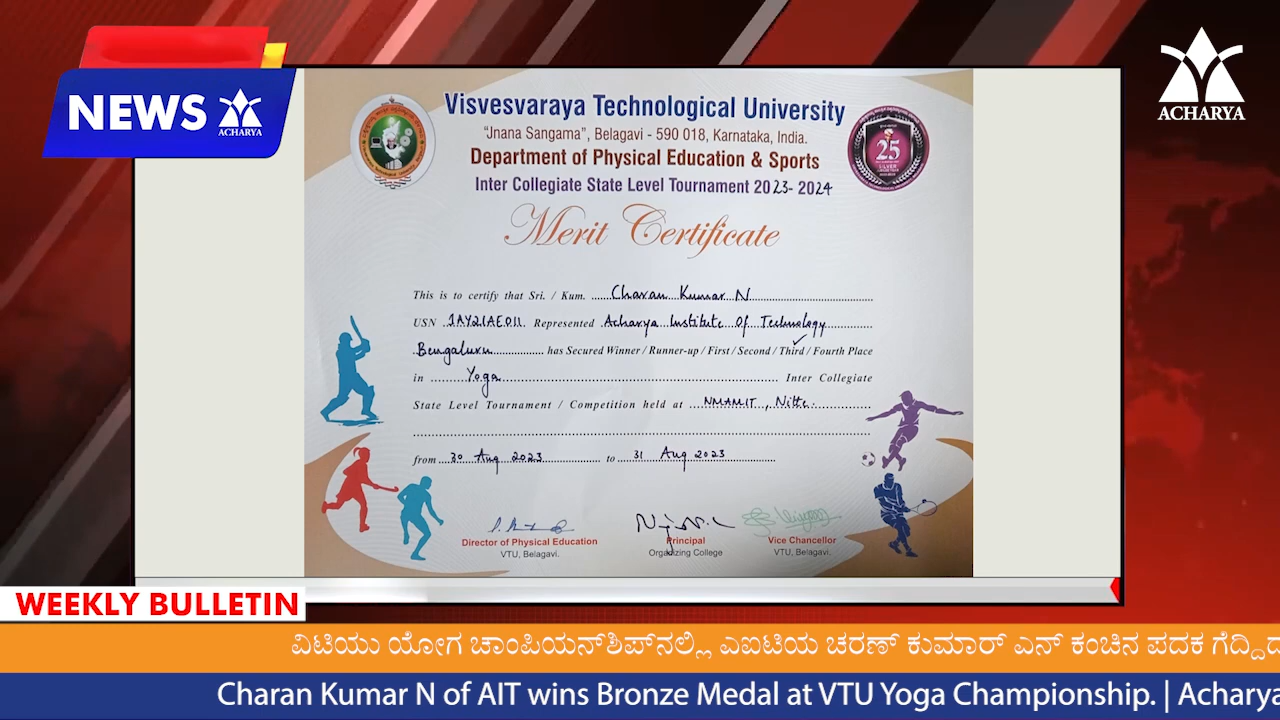 NEWS
ACHARYA
ACHARYA
Visvesvaraya Technological University
"Jnana Sangama", Belagavi - 590 018, Karnataka, India.
Department of Physical Education & Sports
Inter Collegiate State Level Tournament 2023- 2024
25
Merit Certificate
This is to certify that Sri. / Kum. Charan Kumar N
USN 1AY21AE011 Represented Acharya Institute Of Technology
Bengaluru has Secured Winner / Runner-up / First / Second / Third / Fourth Place
in Yoga Inter Collegiate
State Level Tournament / Competition held at NMAMIT, Nitte.
from 30 Aug 2023 to 31 Aug 2023
Director of Physical Education
VTU, Belagavi.
Principal
Organizing College
Vice Chancellor
VTU, Belagavi.
WEEKLY BULLETIN
ವಿಟಿಯು ಯೋಗ ಚಾಂಪಿಯನ್‌ಶಿಪ್‌ನಲ್ಲಿ ಎಐಟಿಯ ಚರಣ್ ಕುಮಾರ್ ಎನ್ ಕಂಚಿನ ಪದಕ ಗೆದ್ದಿದ
Charan Kumar N of AIT wins Bronze Medal at VTU Yoga Championship. | Acharya